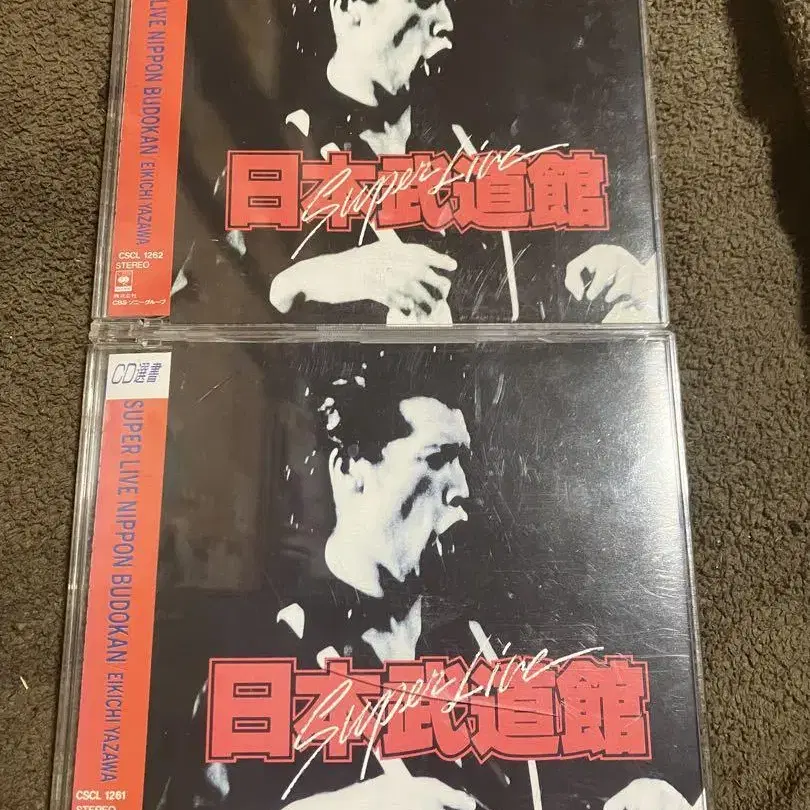 LIVE NIPPON BUDOKAN EIKICHI YAZAWA
日本武道館
Super Live
CSCL 1262
STEREO
CBSソニーグループ
CD選書
SUPER LIVE NIPPON BUDOKAN EIKICHI YAZAWA
日本武道館
Super Live
CSCL 1261
STEREO